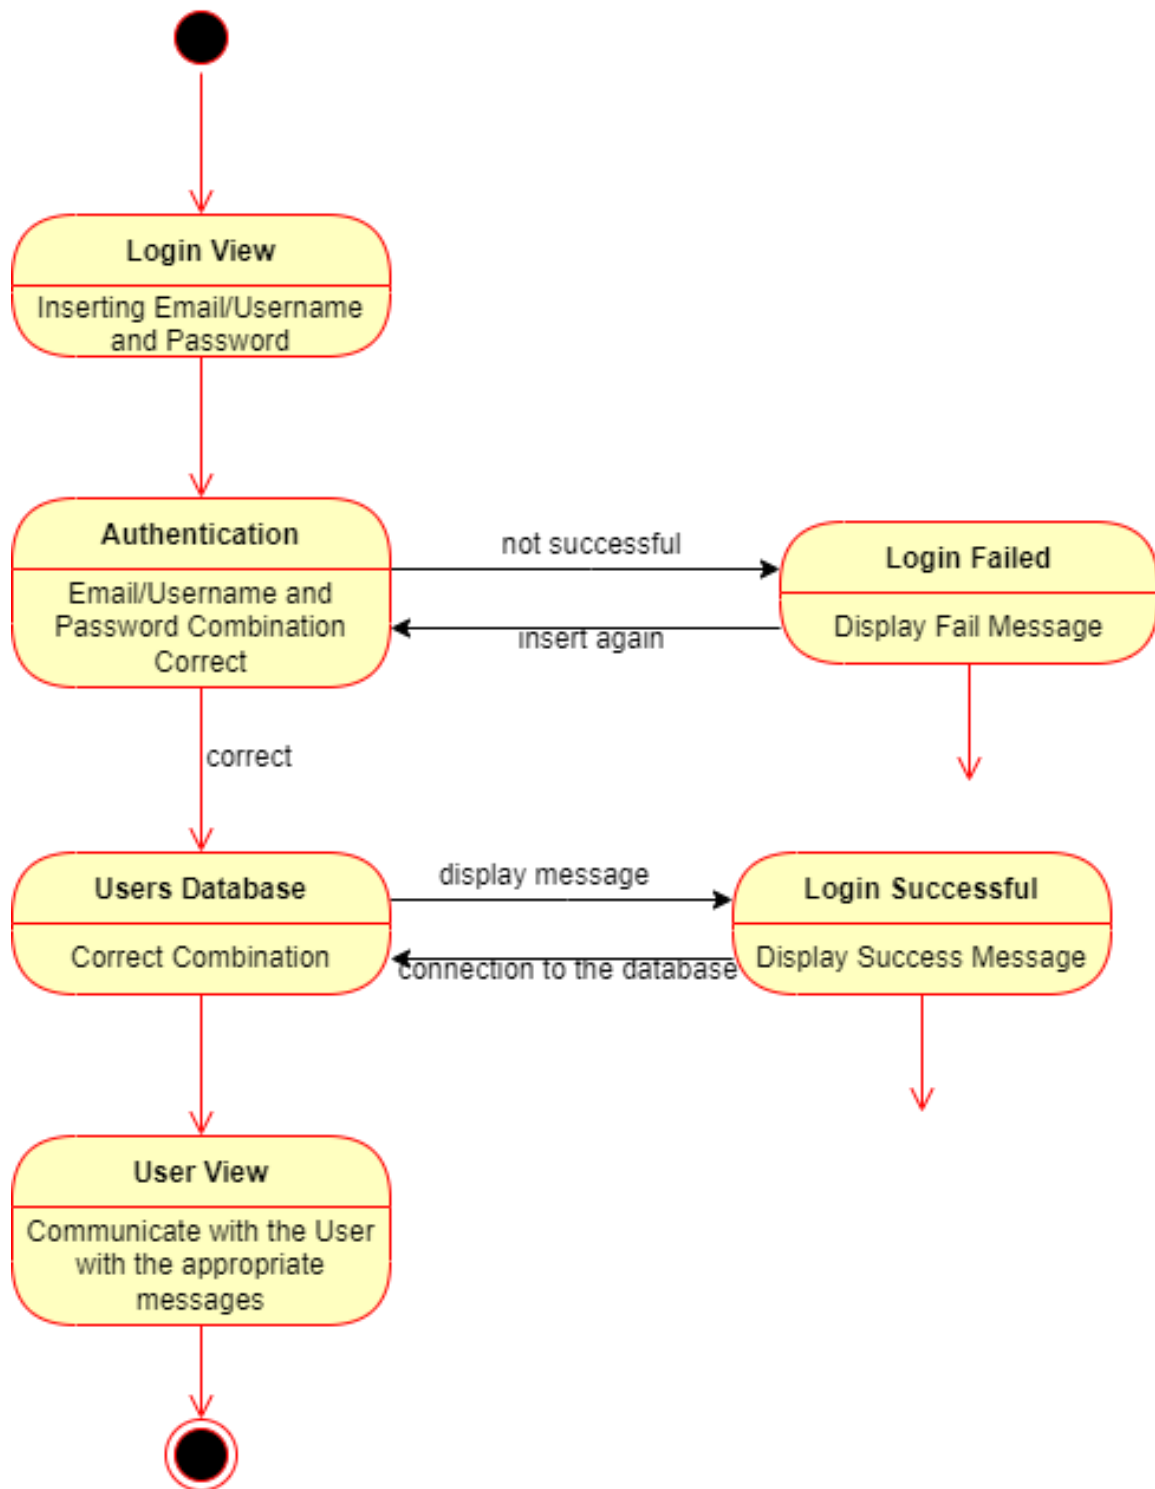 Login View
Inserting Email/Username
and Password
Authentication
Email/Username and
Password Combination
Correct
not successful
insert again
Login Failed
Display Fail Message
correct
Users Database
Correct Combination
display message
connection to the database
Login Successful
Display Success Message
User View
Communicate with the User
with the appropriate
messages